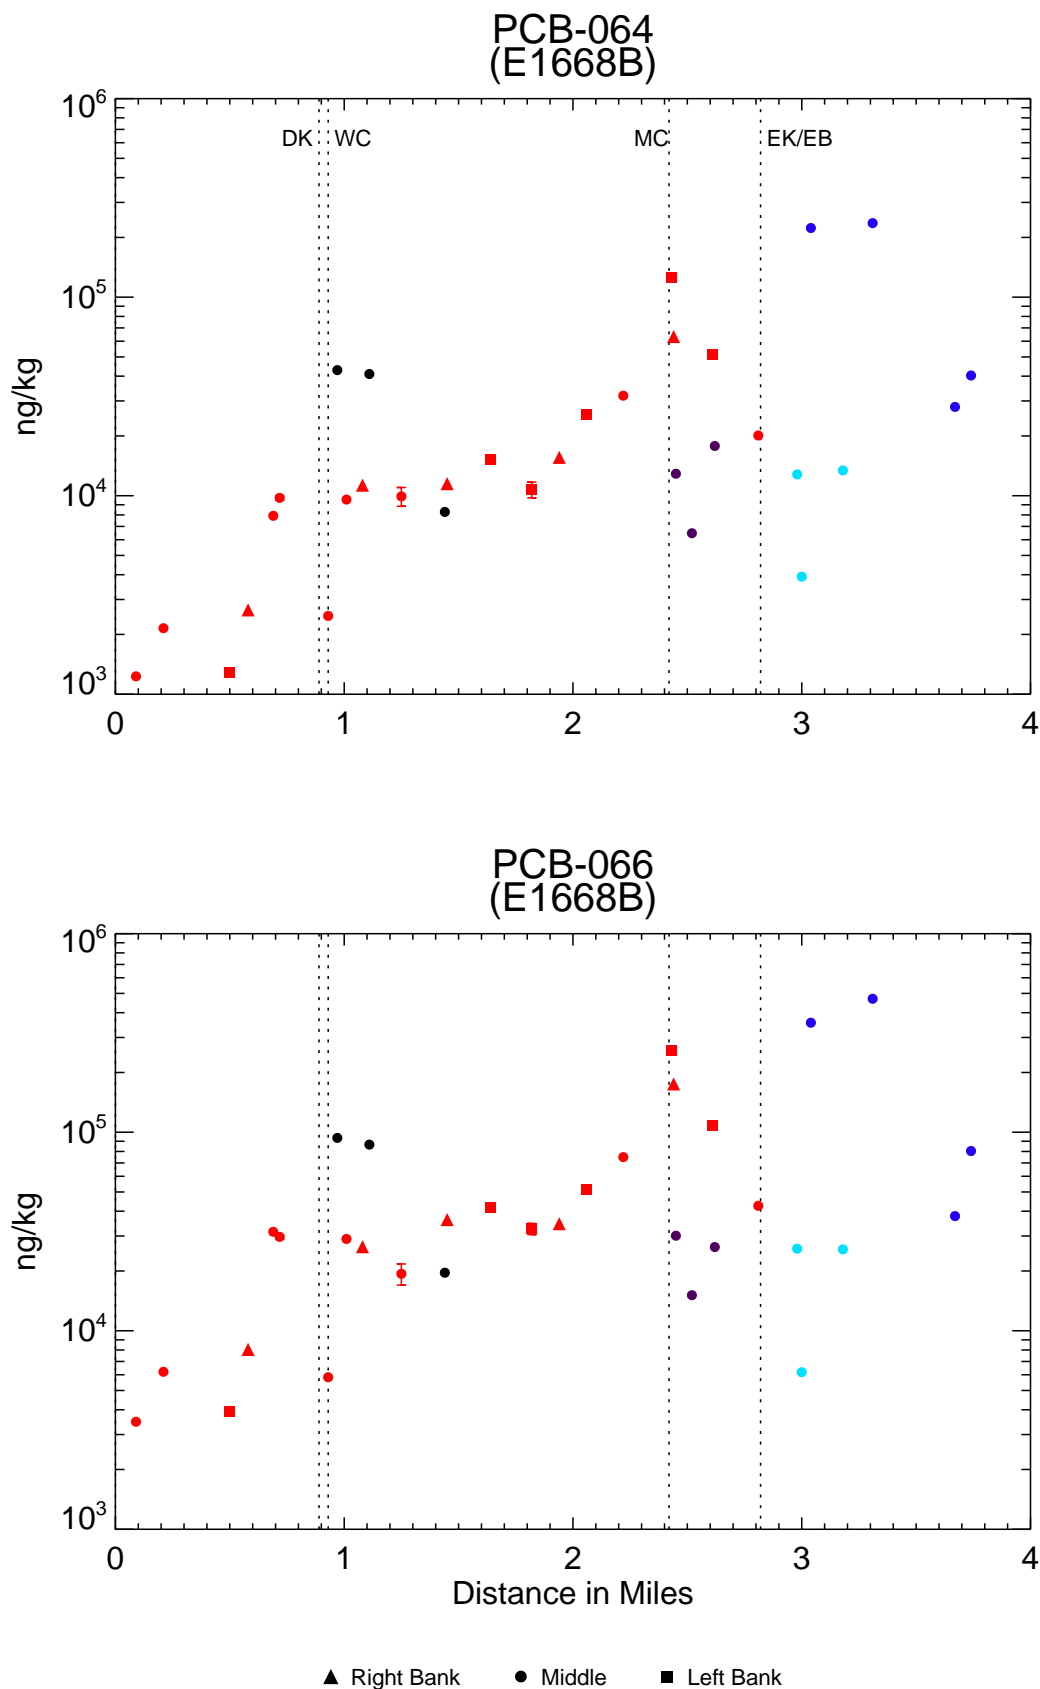 PCB-064
(E1668B)
10^6
DK WC MC EK/EB
10^5
ng/kg
10^4
10^3
0 1 2 3 4
PCB-066
(E1668B)
10^6
10^5
ng/kg
10^4
10^3
0 1 2 3 4
Distance in Miles
Right Bank Middle Left Bank